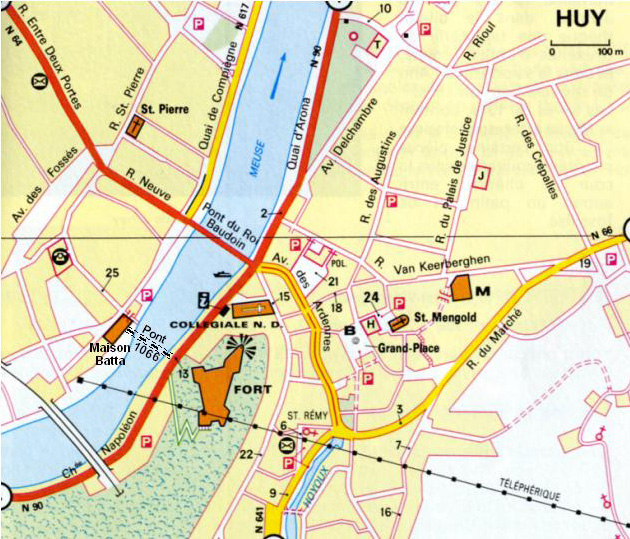 HUY
0 100 m
10
N 617
R. Entre Deux Portes
N 64
T
N 90
R. Rioul
P
R. St. Pierre
St. Pierre
Quai de Compiegne
MEUSE
Quai d'Arona
Av Delchambre
R. des Augustins
R. du Palais de Justice
R. des Crépalles
J
Av. des Fossés
R. Neuve
P
2
Pont du Roi Baudoin
P
POL.
R. Van Keerberghen
N 66
19
P
25
Av. des Ardennes
21
18
24
P
M
i
15
COLLEGIALE N. D.
H
St. Mengold
P
Pont 1066
Maison
Batta
B
Grand-Place
R. du Marché
13
FORT
P
Chée Napoléon
P
ST. RÉMY
6
3
7
22
P
9
HOYOUX
TÉLÉPHÉRIQUE
16
N 90
N 641